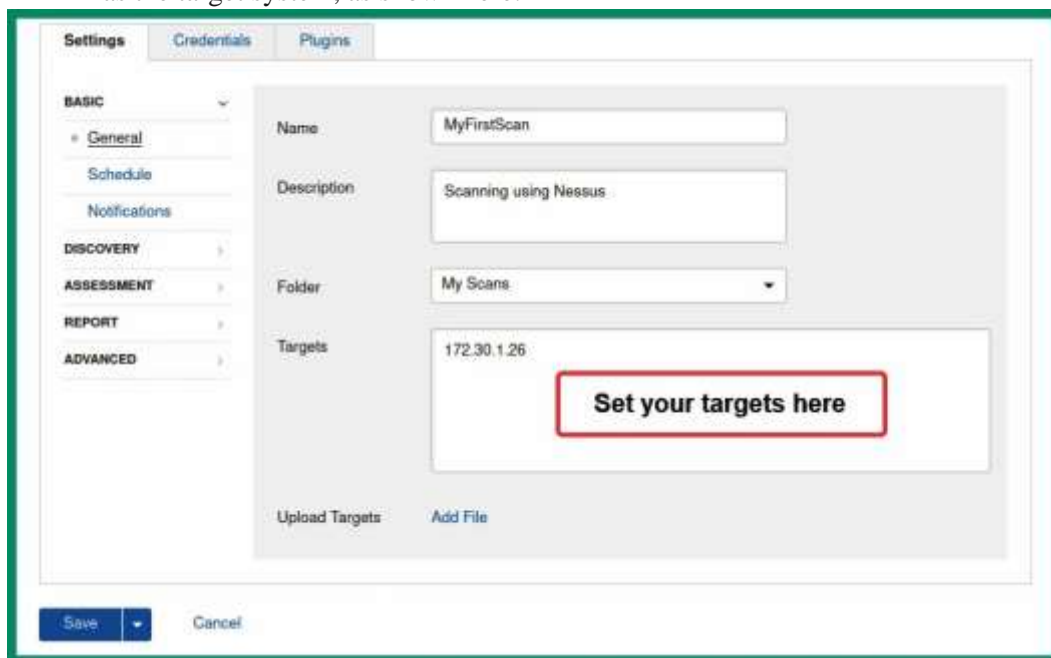 Settings Credentials Plugins
BASIC
General
Schedule
Notifications
DISCOVERY
ASSESSMENT
REPORT
ADVANCED
Name MyFirstScan
Description Scanning using Nessus
Folder My Scans
Targets 172.30.1.26
Set your targets here
Upload Targets Add File
Save Cancel